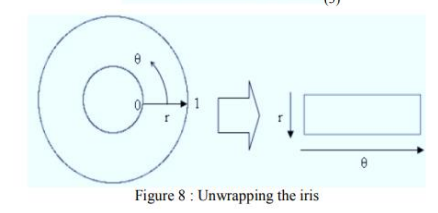 θ
0
1
r
r
θ
Figure 8 : Unwrapping the iris